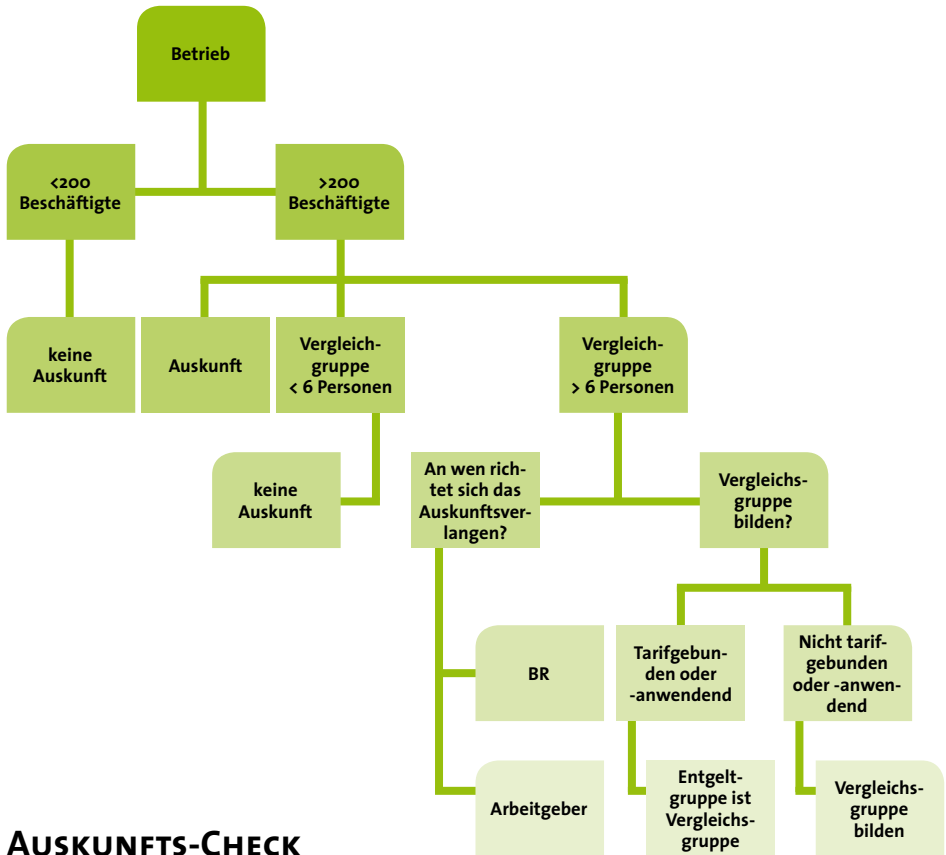 Betrieb
<200
Beschäftigte
>200
Beschäftigte
keine
Auskunft
Auskunft
Vergleich-
gruppe
< 6 Personen
Vergleich-
gruppe
> 6 Personen
keine
Auskunft
An wen rich-
tet sich das
Auskunftsver-
langen?
Vergleichs-
gruppe
bilden?
BR
Tarifgebun-
den oder
-anwendend
Nicht tarif-
gebunden
oder -anwen-
dend
Arbeitgeber
Entgelt-
gruppe ist
Vergleichs-
gruppe
Vergleichs-
gruppe
bilden
AUSKUNFTS-CHECK